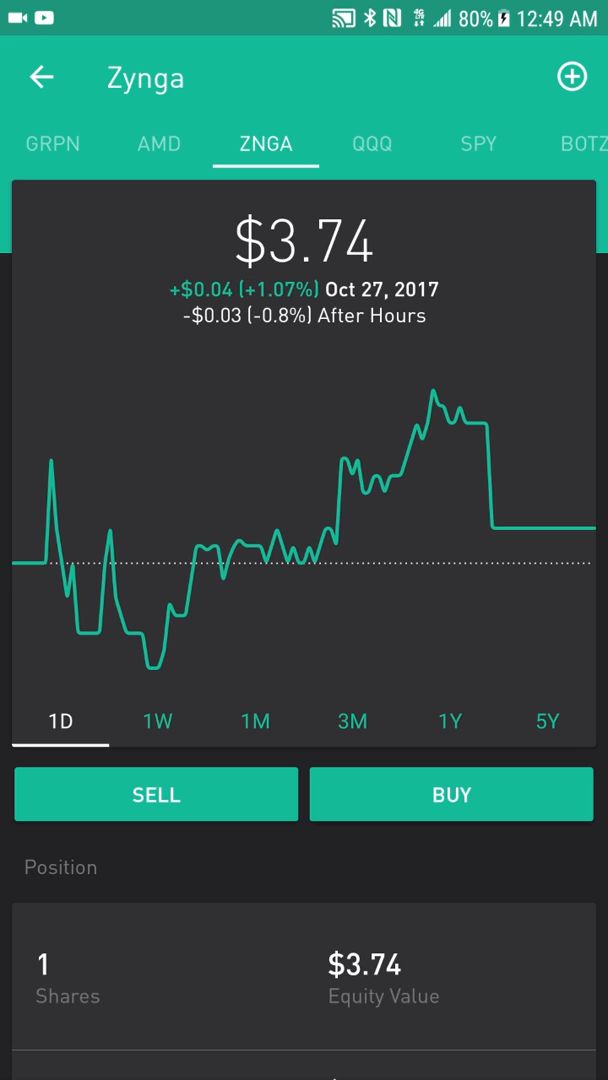 4G 80% 12:49 AM
Zynga
GRPN AMD ZNGA QQQ SPY BOTZ
$3.74
+$0.04 (+1.07%) Oct 27, 2017
-$0.03 (-0.8%) After Hours
1D 1W 1M 3M 1Y 5Y
SELL BUY
Position
1 $3.74
Shares Equity Value